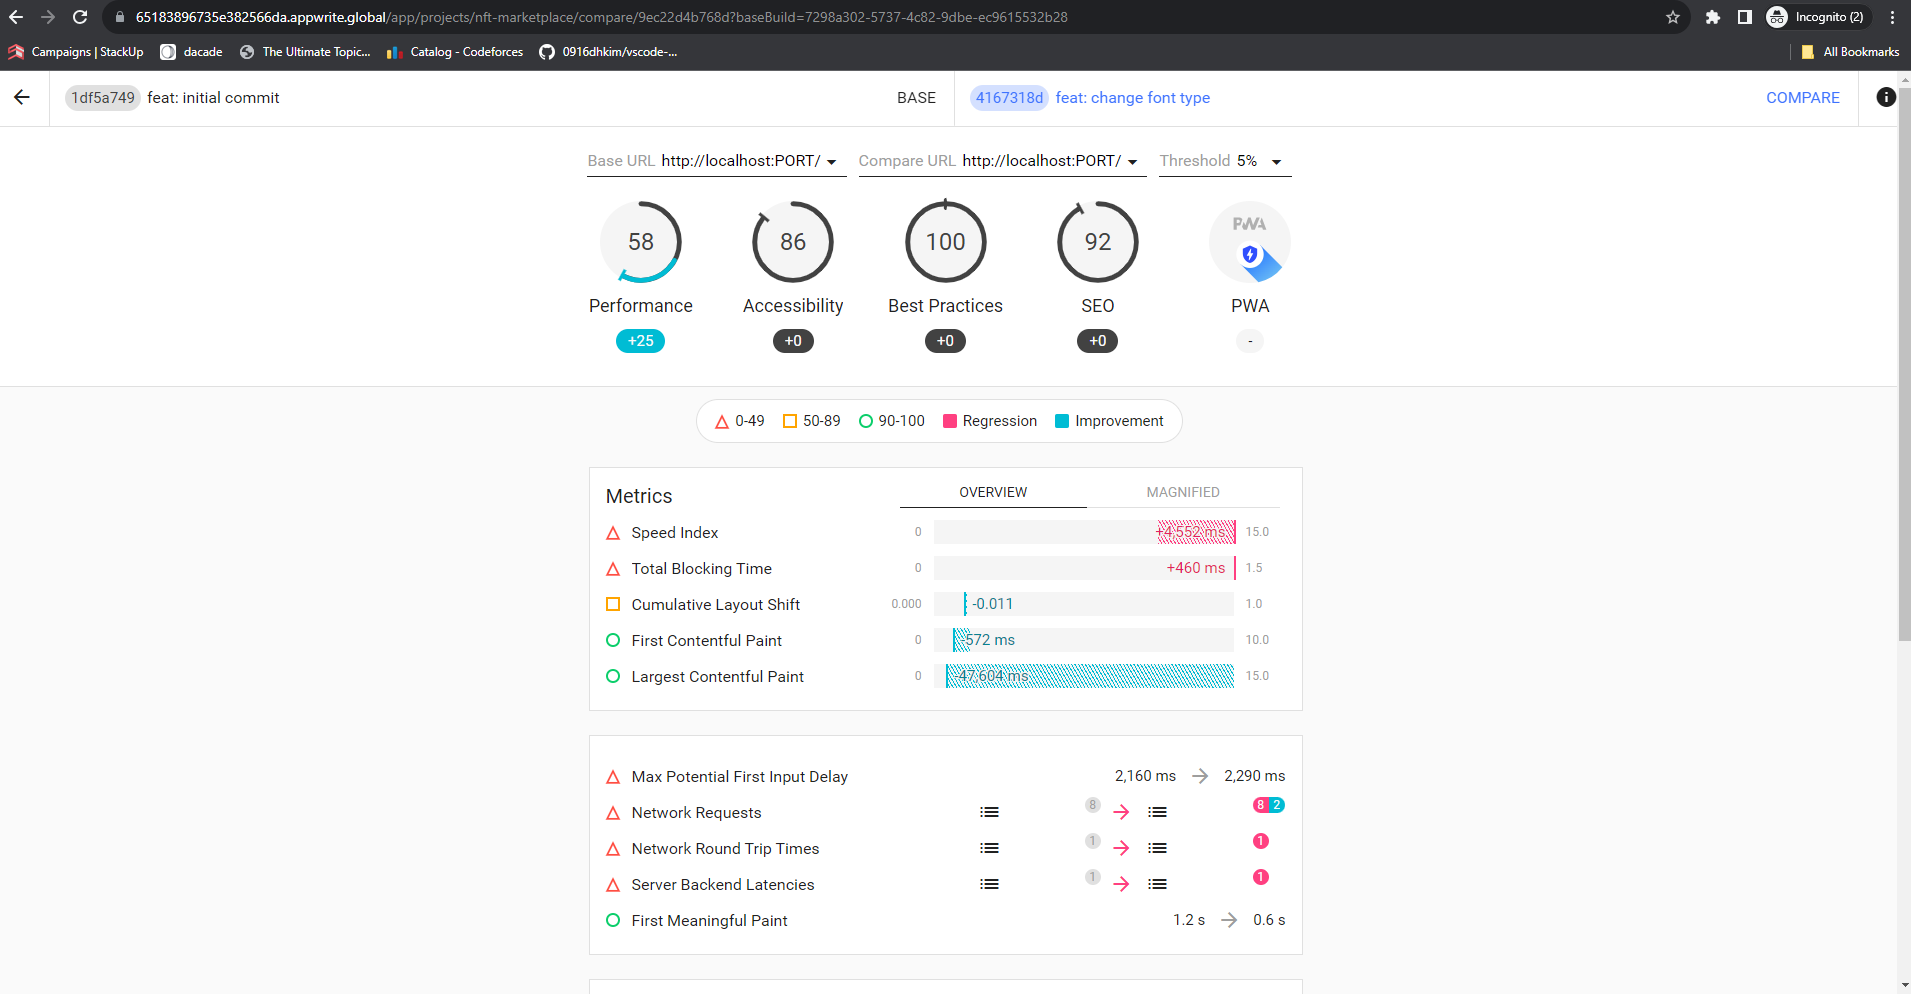 65183896735e382566da.appwrite.global/app/projects/nft-marketplace/compare/9ec22d4b768d?baseBuild=7298a302-5737-4c82-9dbe-ec9615532b28
Incognito (2)
Campaigns | StackUp
dacade
The Ultimate Topic...
Catalog - Codeforces
0916dhkim/vscode-...
All Bookmarks
1df5a749 feat: initial commit
BASE
4167318d feat: change font type
COMPARE
Base URL http://localhost:PORT/
Compare URL http://localhost:PORT/
Threshold 5%
58
86
100
92
PWA
Performance
Accessibility
Best Practices
SEO
PWA
+25
+0
+0
+0
-
0-49
50-89
90-100
Regression
Improvement
Metrics
OVERVIEW
MAGNIFIED
Speed Index 0 +4,552 ms 15.0
Total Blocking Time 0 +460 ms 1.5
Cumulative Layout Shift 0.000 -0.011 1.0
First Contentful Paint 0 -572 ms 10.0
Largest Contentful Paint 0 -47,604 ms 15.0
Max Potential First Input Delay 2,160 ms → 2,290 ms
Network Requests 8 → 8 2
Network Round Trip Times 1 → 1
Server Backend Latencies 1 → 1
First Meaningful Paint 1.2 s → 0.6 s